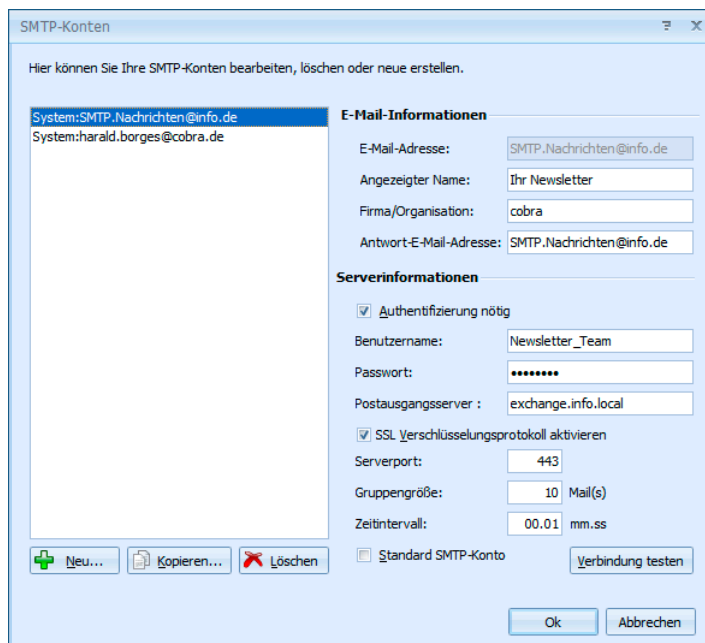 SMTP-Konten
Hier können Sie Ihre SMTP-Konten bearbeiten, löschen oder neue erstellen.
System:SMTP.Nachrichten@info.de
System:harald.borges@cobra.de
E-Mail-Informationen
E-Mail-Adresse: SMTP.Nachrichten@info.de
Angezeigter Name: Ihr Newsletter
Firma/Organisation: cobra
Antwort-E-Mail-Adresse: SMTP.Nachrichten@info.de
Serverinformationen
Authentifizierung nötig
Benutzername: Newsletter_Team
Passwort: ••••••••
Postausgangsserver : exchange.info.local
SSL Verschlüsselungsprotokoll aktivieren
Serverport: 443
Gruppengröße: 10 Mail(s)
Zeitintervall: 00.01 mm.ss
Standard SMTP-Konto
Neu... Kopieren... Löschen
Verbindung testen
Ok Abbrechen